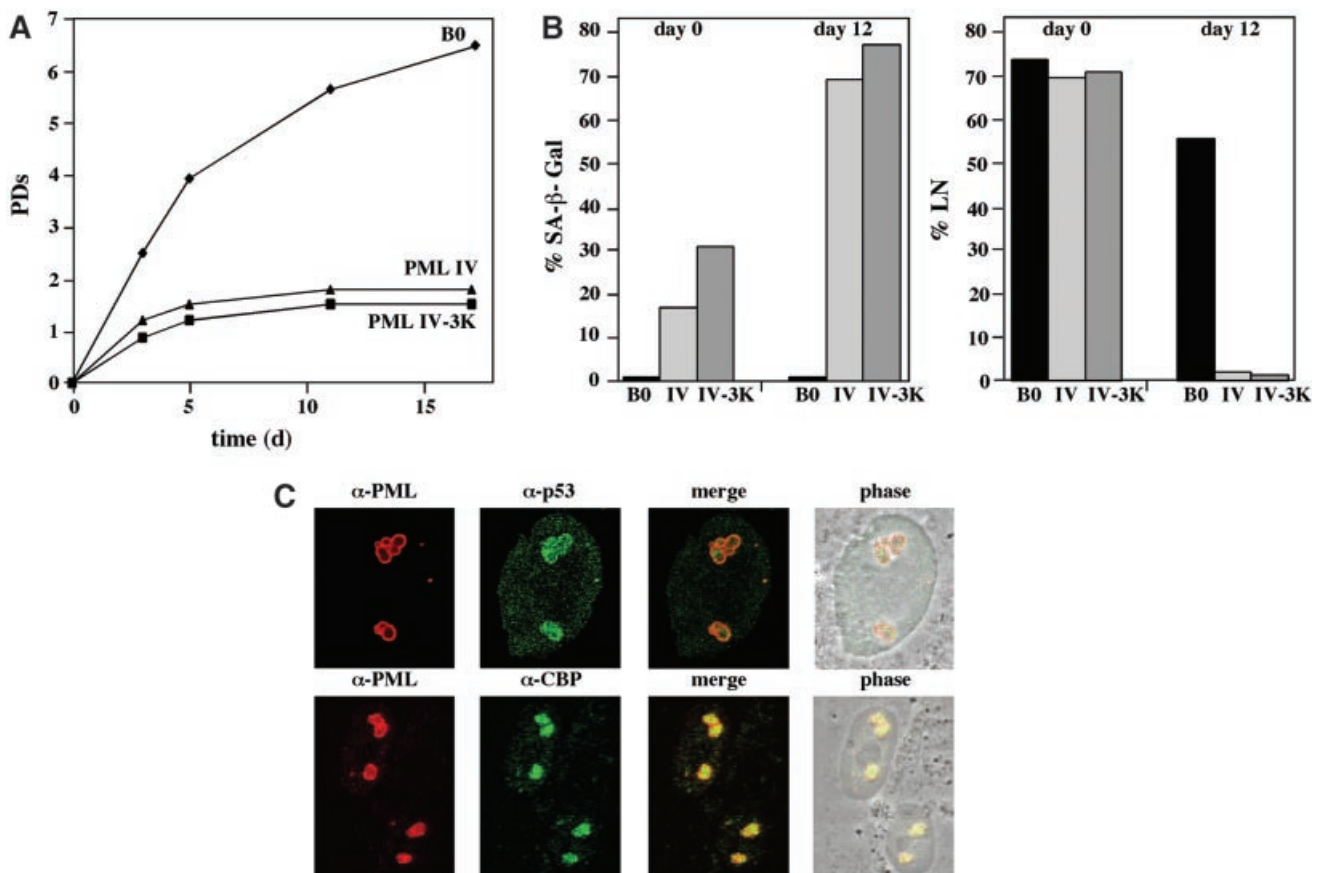 A
PDs
7
6
5
4
3
2
1
0
B0
PML IV
PML IV-3K
0 5 10 15
time (d)
B
% SA-β- Gal
80
70
60
50
40
30
20
10
0
day 0 day 12
B0 IV IV-3K B0 IV IV-3K
% LN
80
70
60
50
40
30
20
10
0
day 0 day 12
B0 IV IV-3K B0 IV IV-3K
C
α-PML α-p53 merge phase
α-PML α-CBP merge phase